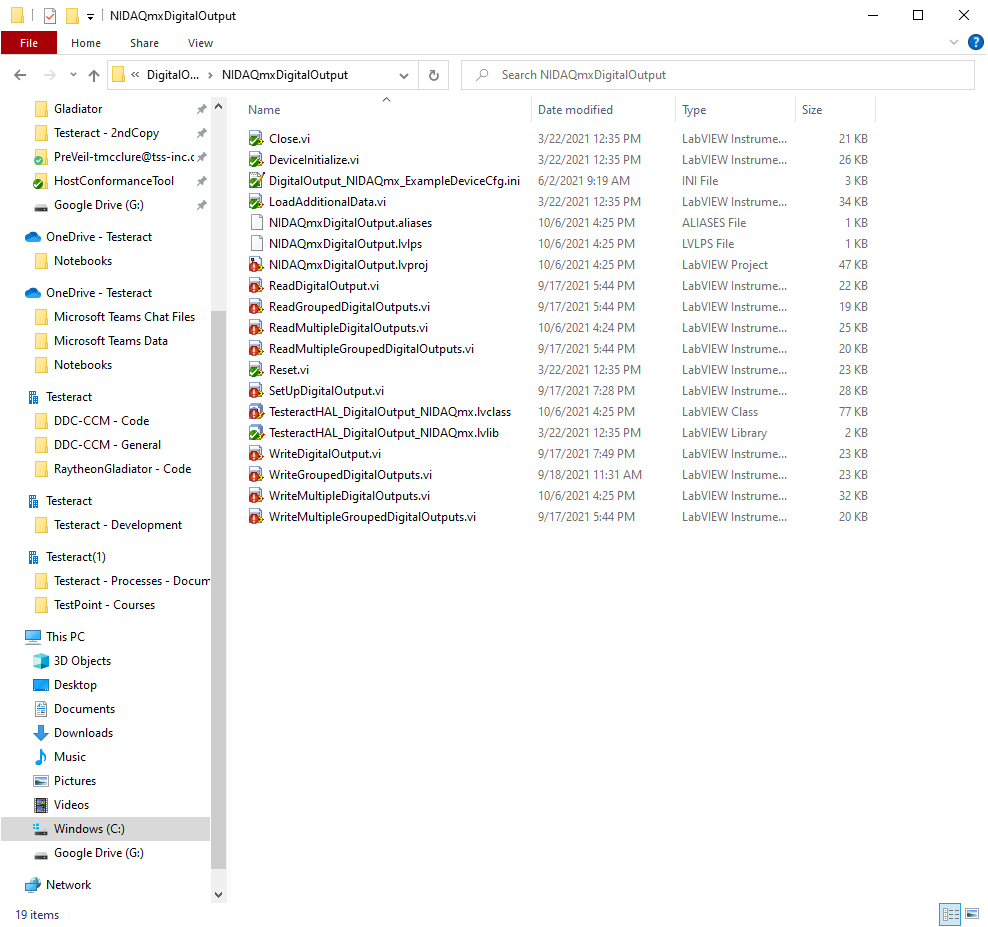 NIDAQmxDigitalOutput
File Home Share View
« DigitalO... › NIDAQmxDigitalOutput
Search NIDAQmxDigitalOutput
Gladiator
Testeract - 2ndCopy
PreVeil-tmcclure@tss-inc.c
HostConformanceTool
Google Drive (G:)
OneDrive - Testeract
Notebooks
OneDrive - Testeract
Microsoft Teams Chat Files
Microsoft Teams Data
Notebooks
Testeract
DDC-CCM - Code
DDC-CCM - General
RaytheonGladiator - Code
Testeract
Testeract - Development
Testeract(1)
Testeract - Processes - Docum
TestPoint - Courses
This PC
3D Objects
Desktop
Documents
Downloads
Music
Pictures
Videos
Windows (C:)
Google Drive (G:)
Network
Name Date modified Type Size
Close.vi 3/22/2021 12:35 PM LabVIEW Instrume... 21 KB
DeviceInitialize.vi 3/22/2021 12:35 PM LabVIEW Instrume... 26 KB
DigitalOutput_NIDAQmx_ExampleDeviceCfg.ini 6/2/2021 9:19 AM INI File 3 KB
LoadAdditionalData.vi 3/22/2021 12:35 PM LabVIEW Instrume... 34 KB
NIDAQmxDigitalOutput.aliases 10/6/2021 4:25 PM ALIASES File 1 KB
NIDAQmxDigitalOutput.lvlps 10/6/2021 4:25 PM LVLPS File 1 KB
NIDAQmxDigitalOutput.lvproj 10/6/2021 4:25 PM LabVIEW Project 47 KB
ReadDigitalOutput.vi 9/17/2021 5:44 PM LabVIEW Instrume... 22 KB
ReadGroupedDigitalOutputs.vi 9/17/2021 5:44 PM LabVIEW Instrume... 19 KB
ReadMultipleDigitalOutputs.vi 10/6/2021 4:24 PM LabVIEW Instrume... 25 KB
ReadMultipleGroupedDigitalOutputs.vi 9/17/2021 5:44 PM LabVIEW Instrume... 20 KB
Reset.vi 3/22/2021 12:35 PM LabVIEW Instrume... 23 KB
SetUpDigitalOutput.vi 9/17/2021 7:28 PM LabVIEW Instrume... 28 KB
TesteractHAL_DigitalOutput_NIDAQmx.lvclass 10/6/2021 4:25 PM LabVIEW Class 77 KB
TesteractHAL_DigitalOutput_NIDAQmx.lvlib 3/22/2021 12:35 PM LabVIEW Library 2 KB
WriteDigitalOutput.vi 9/17/2021 7:49 PM LabVIEW Instrume... 23 KB
WriteGroupedDigitalOutputs.vi 9/18/2021 11:31 AM LabVIEW Instrume... 23 KB
WriteMultipleDigitalOutputs.vi 10/6/2021 4:25 PM LabVIEW Instrume... 32 KB
WriteMultipleGroupedDigitalOutputs.vi 9/17/2021 5:44 PM LabVIEW Instrume... 20 KB
19 items